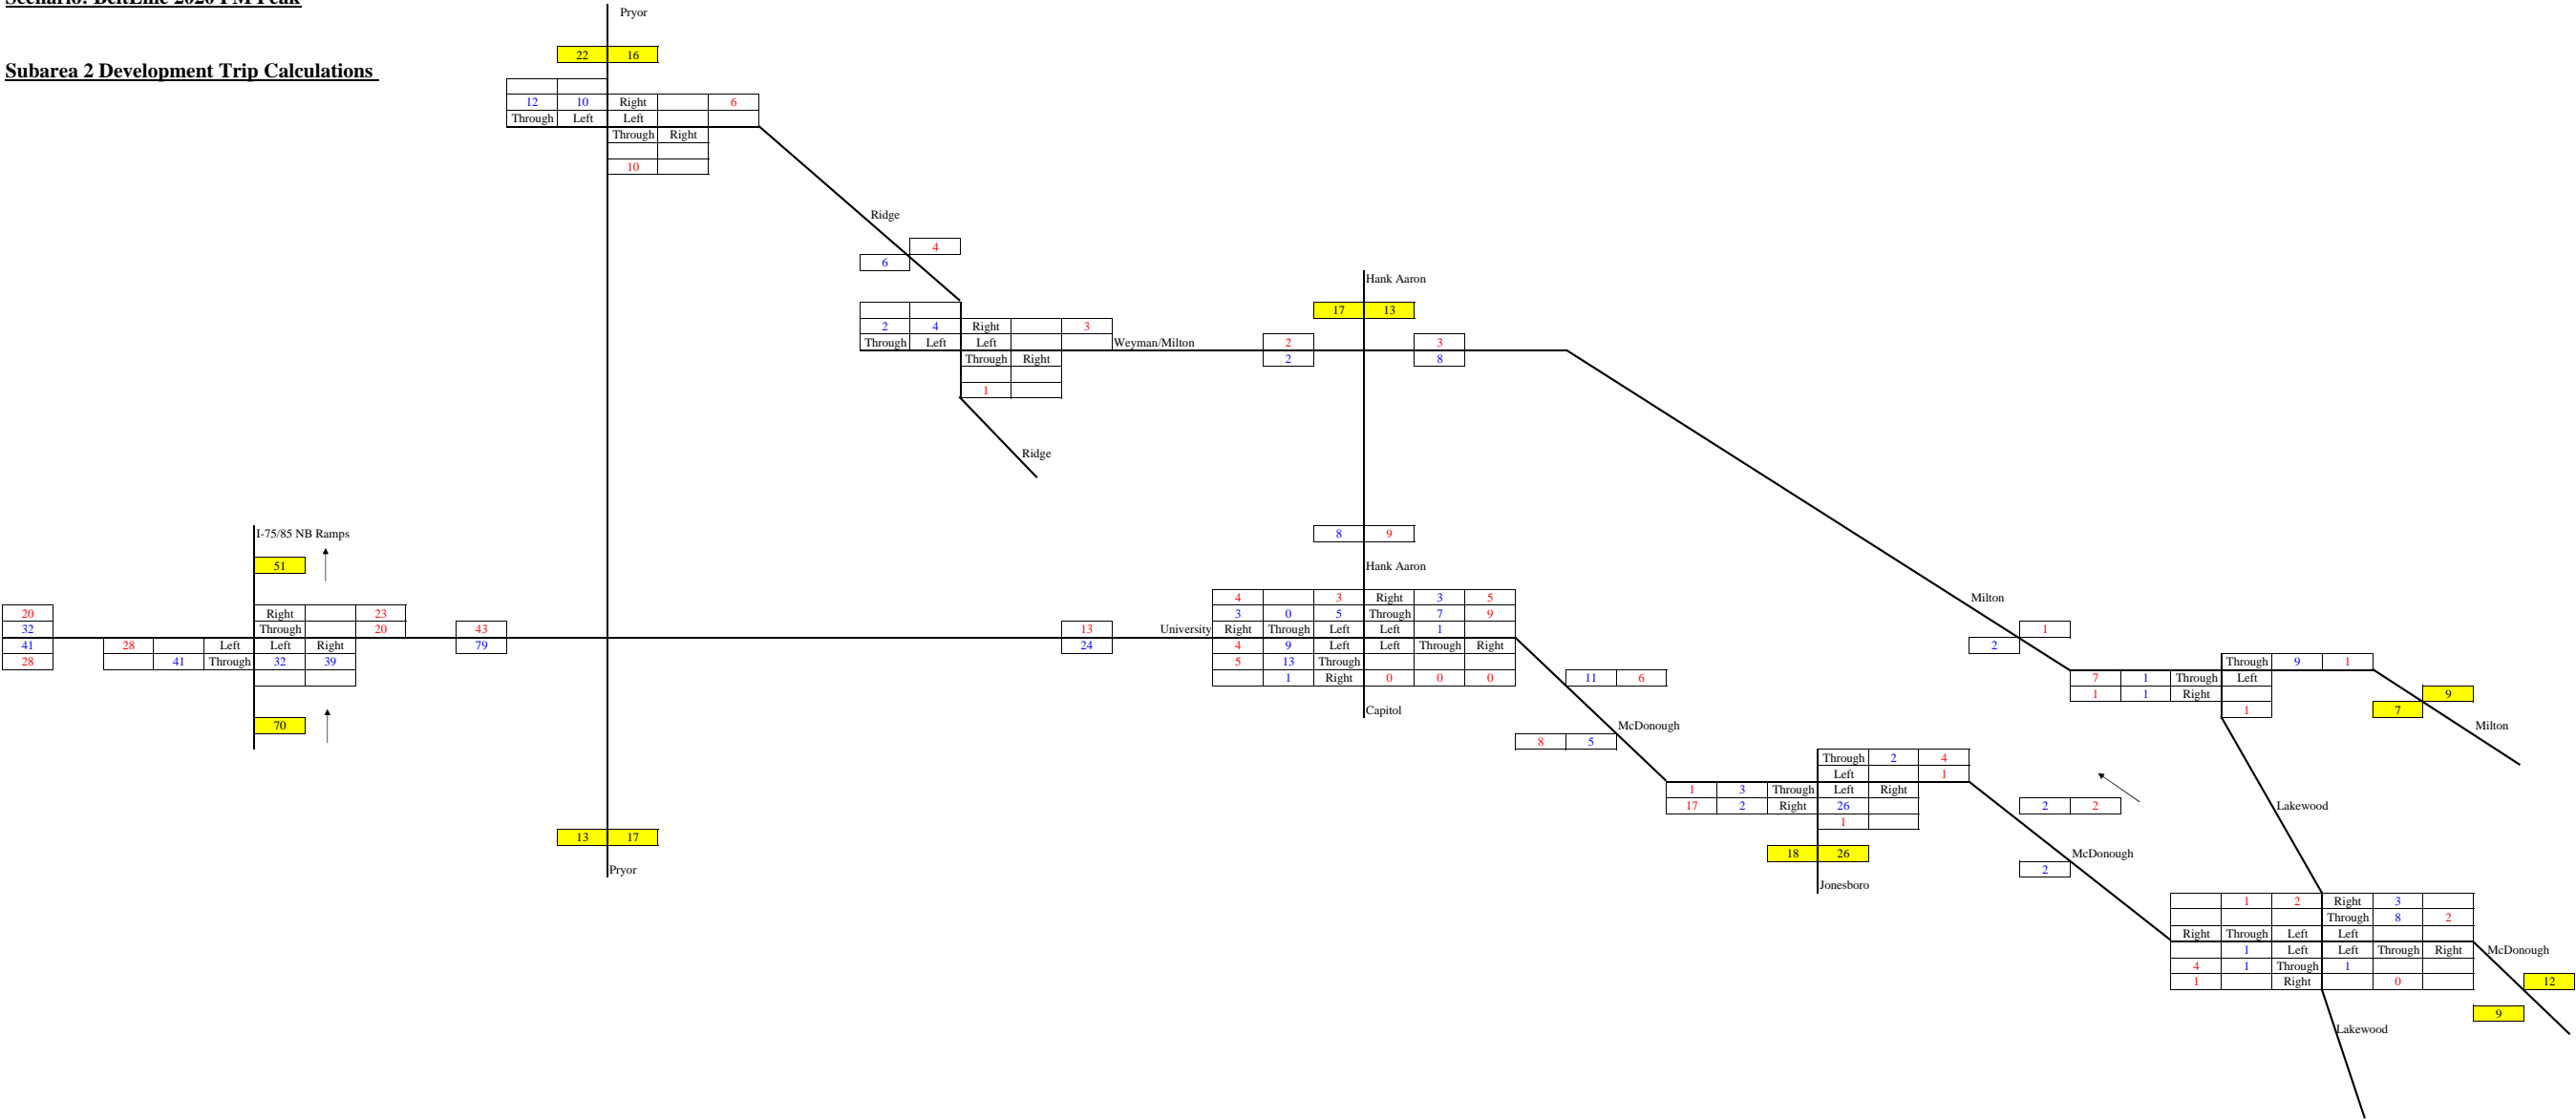 Scenario: BeltLine 2020 PM Peak
Pryor
22 16
Subarea 2 Development Trip Calculations
12 10 Right 6
Through Left Left
Through Right
10
Ridge
4
6
Hank Aaron
17 13
2 4 Right 3
Through Left Left Weyman/Milton 2 3
Through Right 2 8
1
Ridge
I-75/85 NB Ramps
8 9
51
Hank Aaron
4 3 Right 3 5
20 Right 23
3 0 5 Through 7 9
32 Through 20 43 13 University Right Through Left Left 1
Milton
1
41 28 Left Left Right 79 24 4 9 Left Left Through Right
2
28 41 Through 32 39 5 13 Through
Through 9 1
1 Right 0 0 0
11 6
7 1 Through Left
1 1 Right
9
1
7
Capitol
McDonough
Milton
70
8 5
Through 2 4
Left 1
1 3 Through Left Right
17 2 Right 26
1
2 2
Lakewood
13 17
18 26
McDonough
2
Pryor
Jonesboro
1 2 Right 3
Through 8 2
Right Through Left Left
1 Left Left Through Right McDonough
4 1 Through 1
1 Right 0
12
9
Lakewood